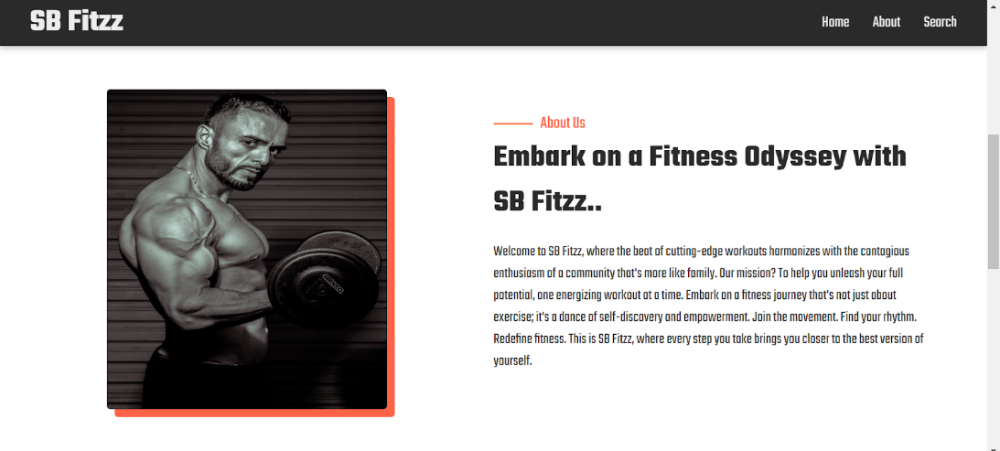 SB Fitzz
Home About Search
About Us
Embark on a Fitness Odyssey with
SB Fitzz..
Welcome to SB Fitzz, where the beat of cutting-edge workouts harmonizes with the contagious
enthusiasm of a community that's more like family. Our mission? To help you unleash your full
potential, one energizing workout at a time. Embark on a fitness journey that's not just about
exercise; it's a dance of self-discovery and empowerment. Join the movement. Find your rhythm.
Redefine fitness. This is SB Fitzz, where every step you take brings you closer to the best version of
yourself.